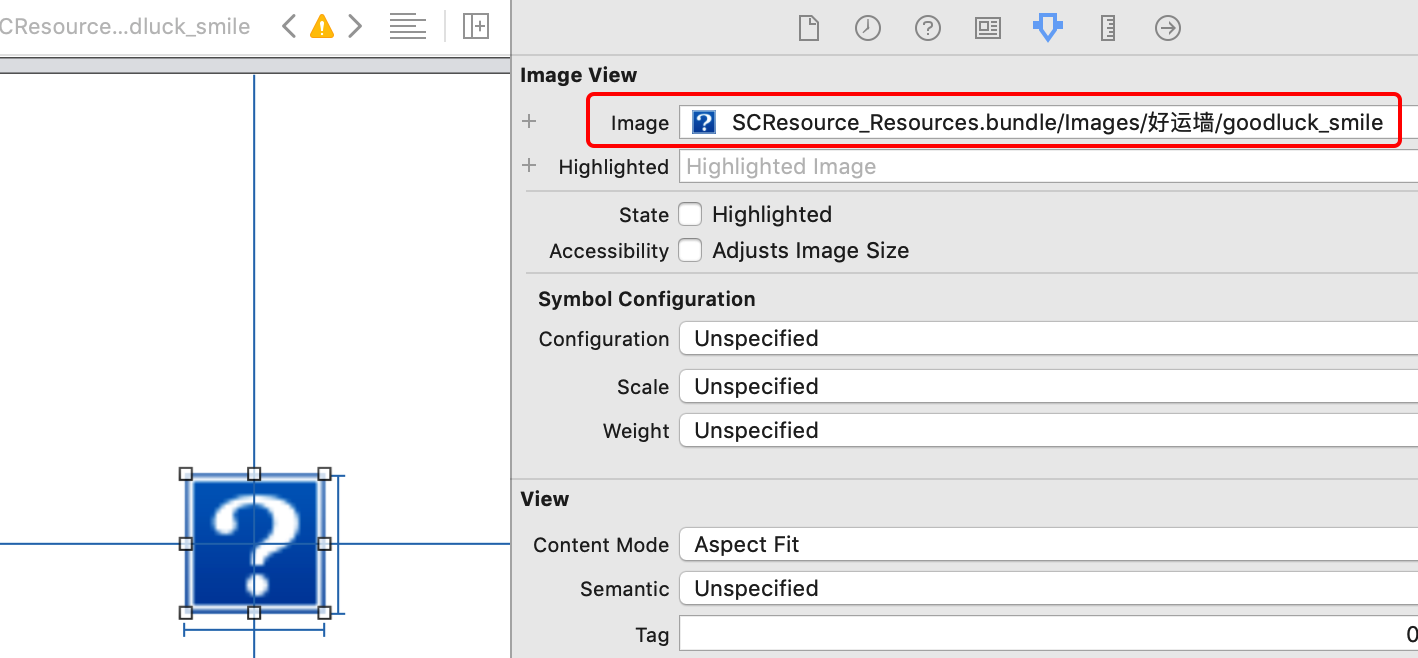 CResource...dluck_smile
Image View
Image ? SCResource_Resources.bundle/Images/好运墙/goodluck_smile
Highlighted Highlighted Image
State Highlighted
Accessibility Adjusts Image Size
Symbol Configuration
Configuration Unspecified
Scale Unspecified
Weight Unspecified
View
Content Mode Aspect Fit
Semantic Unspecified
Tag 0
?